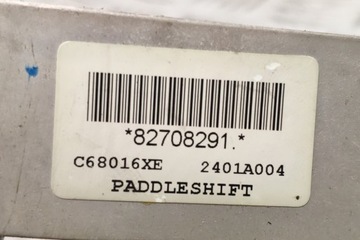 *82708291.*
C68016XE 2401A004
PADDLESHIFT